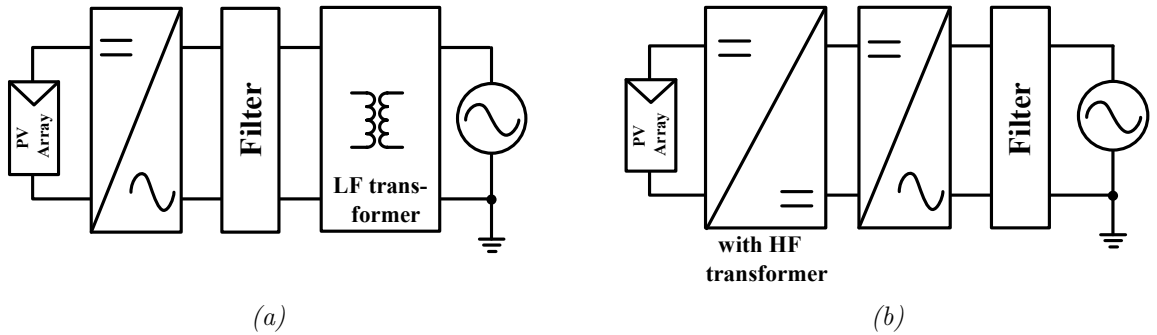 PV
Array
Filter
LF trans-
former
(a)
PV
Array
with HF
transformer
Filter
(b)